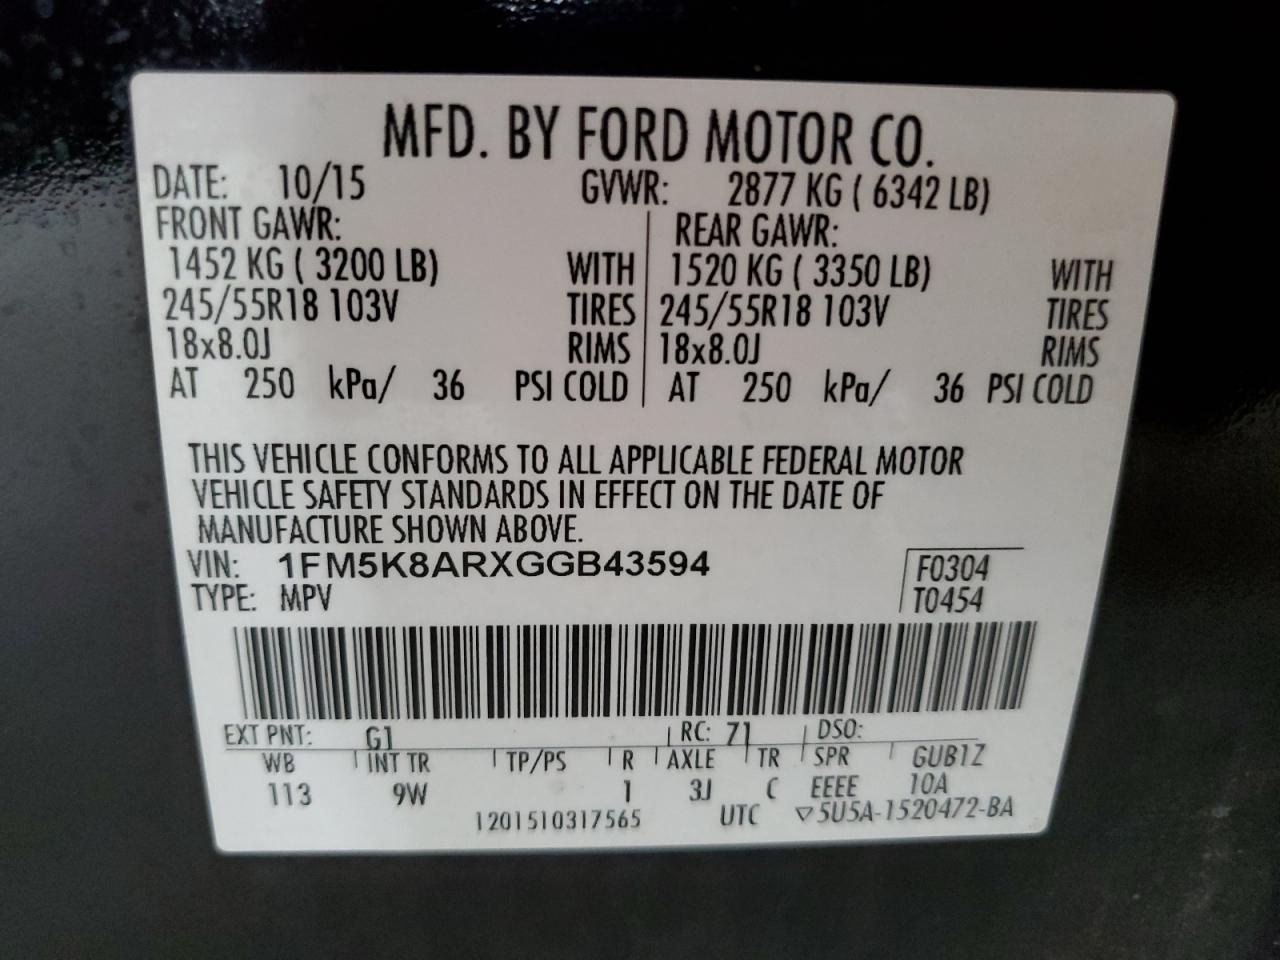 MFD. BY FORD MOTOR CO.
DATE: 10/15 GVWR: 2877 KG ( 6342 LB)
FRONT GAWR: REAR GAWR:
1452 KG ( 3200 LB) WITH 1520 KG ( 3350 LB) WITH
245/55R18 103V TIRES 245/55R18 103V TIRES
18x8.0J RIMS 18x8.0J RIMS
AT 250 kPa/ 36 PSI COLD AT 250 kPa/ 36 PSI COLD
THIS VEHICLE CONFORMS TO ALL APPLICABLE FEDERAL MOTOR
VEHICLE SAFETY STANDARDS IN EFFECT ON THE DATE OF
MANUFACTURE SHOWN ABOVE.
VIN: 1FM5K8ARXGGB43594 F0304
TYPE: MPV T0454
EXT PNT: G1 RC: 71 DSO:
WB INT TR TP/PS R AXLE TR SPR GUB1Z
113 9W 1 3J C EEEE 10A
1201510317565 UTC ▽5U5A-1520472-BA